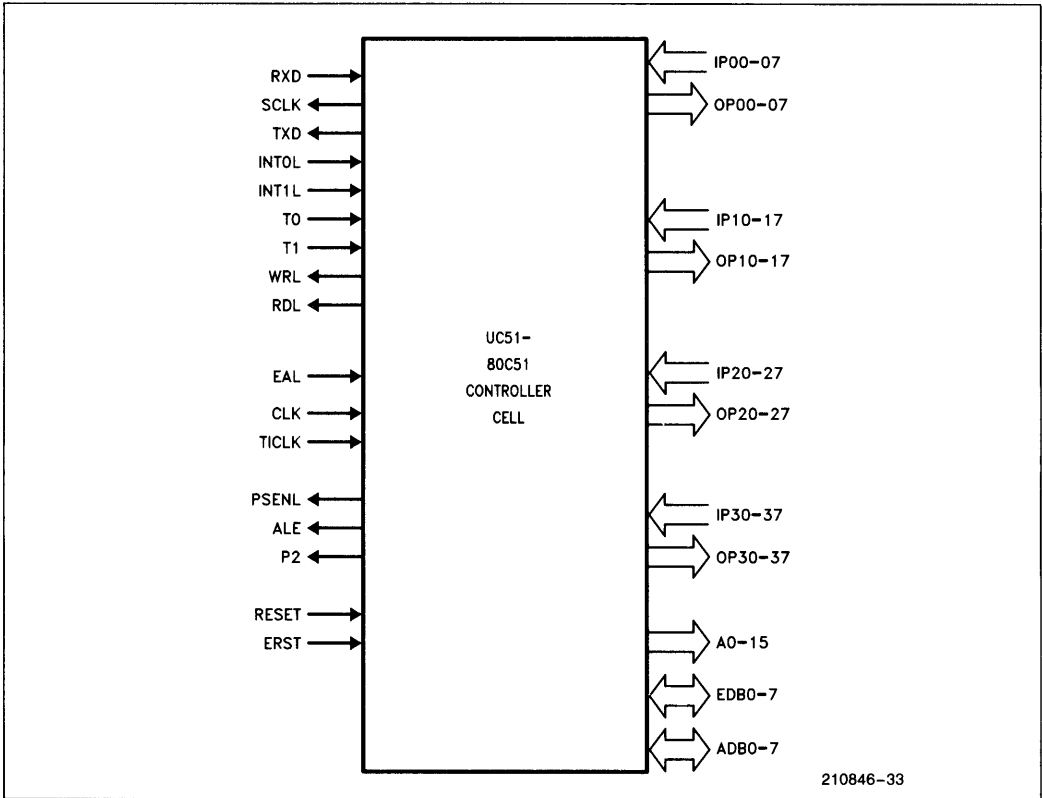 RXD
SCLK
TXD
INT0L
INT1L
T0
T1
WRL
RDL
EAL
CLK
TICLK
PSENL
ALE
P2
RESET
ERST
UC51-
80C51
CONTROLLER
CELL
IP00-07
OP00-07
IP10-17
OP10-17
IP20-27
OP20-27
IP30-37
OP30-37
A0-15
EDB0-7
ADB0-7
210846-33